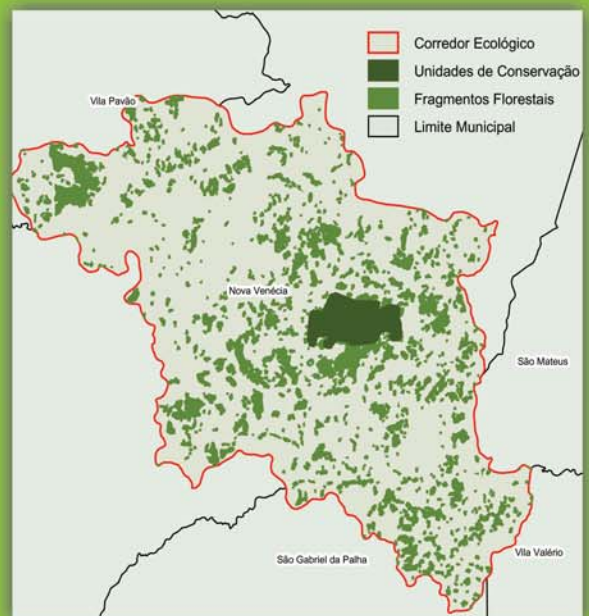 Corredor Ecológico
Unidades de Conservação
Fragmentos Florestais
Limite Municipal
Vila Pavão
Nova Venécia
São Mateus
São Gabriel da Palha
Vila Valério